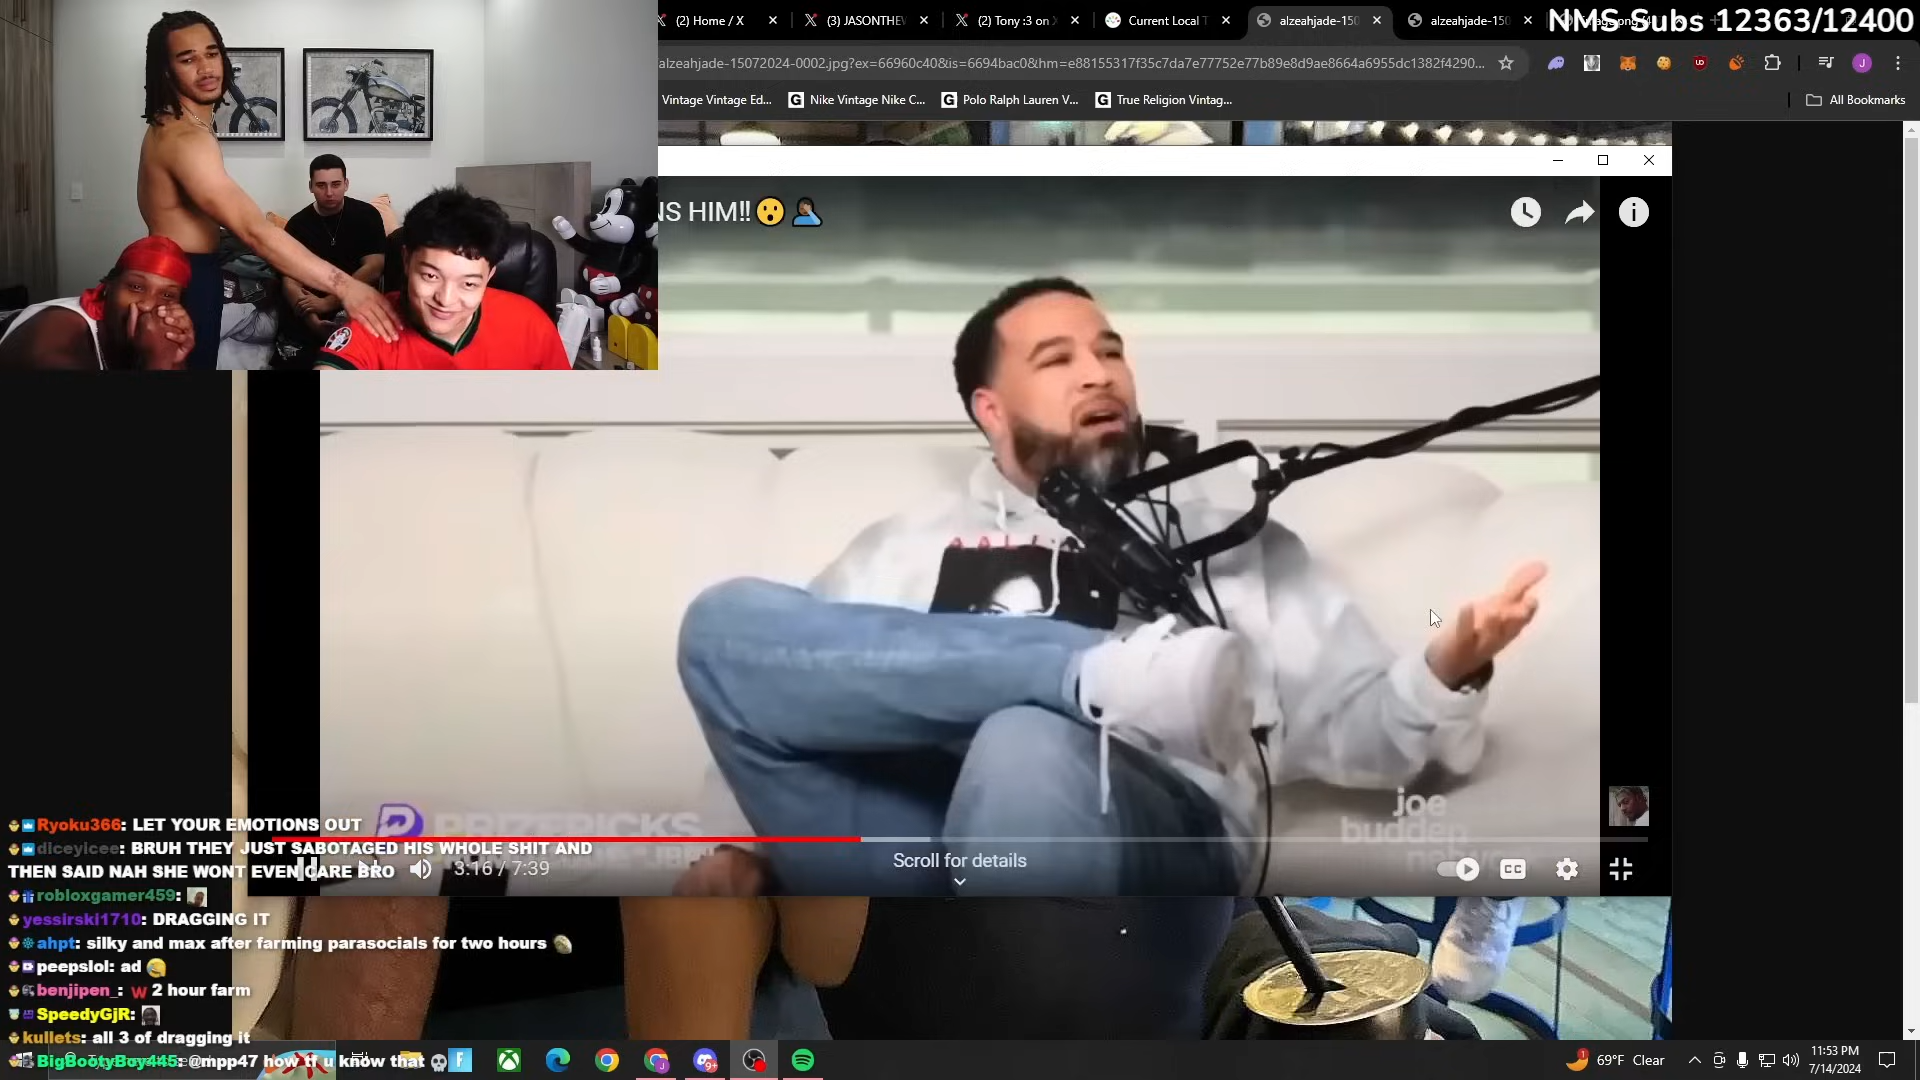 (2) Home / X
(3) JASONTHEW
(2) Tony :3 on X
Current Local T
alzeahjade-150
alzeahjade-150
NMS Subs 12363/12400
alzeahjade-15072024-0002.jpg?ex=66960c40&is=6694bac0&hm=e88155317f35c7da7e77752e77b89e8d9ae8664a6955dc1382f4290...
Vintage Vintage Ed...
Nike Vintage Nike C...
Polo Ralph Lauren V...
True Religion Vintag...
All Bookmarks
NS HIM!!😮🤦🏾‍♂️
AALIYA
PRIZEPICKS
joe
budden
network
Ryoku366: LET YOUR EMOTIONS OUT
diceyicee: BRUH THEY JUST SABOTAGED HIS WHOLE SHIT AND
THEN SAID NAH SHE WONT EVEN CARE BRO
3:16 / 7:39
Scroll for details
CC
robloxgamer459:
yessirski1710: DRAGGING IT
ahpt: silky and max after farming parasocials for two hours
peepslol: ad
benjipen_: W 2 hour farm
SpeedyGjR:
kullets: all 3 of dragging it
BigBootyBoy445: @mpp47 how tf u know that 💀
69°F Clear
11:53 PM
7/14/2024